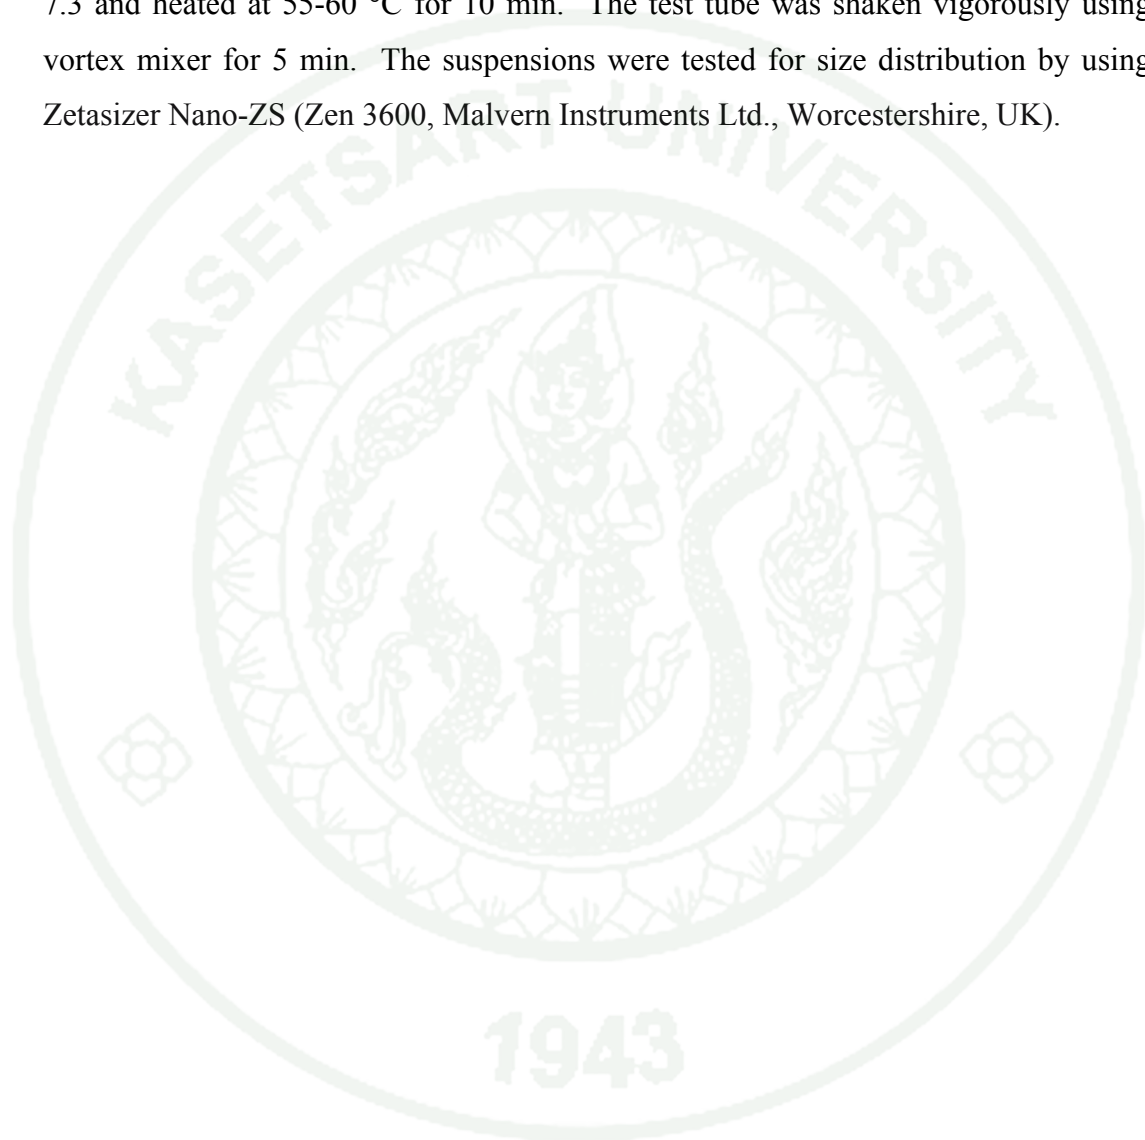 7.3 and heated at 55-60 °C for 10 min. The test tube was shaken vigorously using
vortex mixer for 5 min. The suspensions were tested for size distribution by using
Zetasizer Nano-ZS (Zen 3600, Malvern Instruments Ltd., Worcestershire, UK).
KASETSART UNIVERSITY
1943